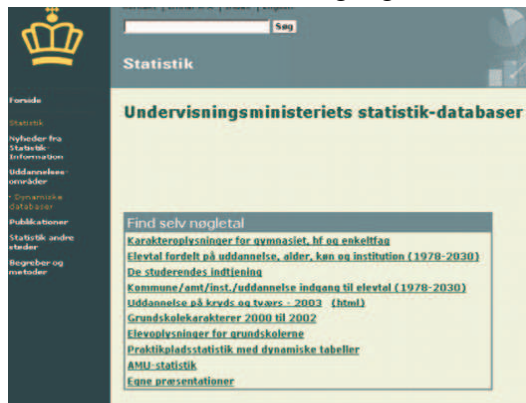 Søg
Statistik
Forside
Statistik
Nyheder fra
Statistik-
Information
Uddannelses-
områder
Dynamiske
databaser
Publikationer
Statistik andre
steder
Begreber og
metoder
Undervisningsministeriets statistik-databaser
Find selv nøgletal
Karakteroplysninger for gymnasiet, hf og enkeltfag
Elevtal fordelt på uddannelse, alder, køn og institution (1978-2030)
De studerendes indtjening
Kommune/amt/inst./uddannelse indgang til elevtal (1978-2030)
Uddannelse på kryds og tværs - 2003 (html)
Grundskolekarakterer 2000 til 2002
Elevoplysninger for grundskolerne
Praktikpladsstatistik med dynamiske tabeller
AMU-statistik
Egne præsentationer